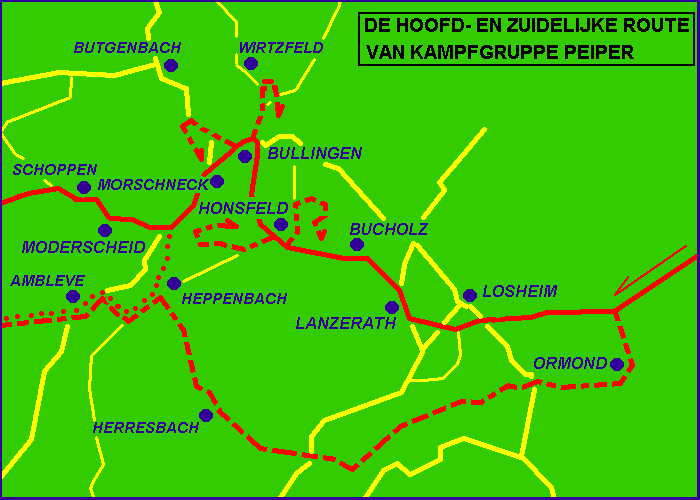 DE HOOFD- EN ZUIDELIJKE ROUTE
VAN KAMPFGRUPPE PEIPER
BUTGENBACH
WIRTZFELD
BULLINGEN
SCHOPPEN
MORSCHNECK
HONSFELD
BUCHOLZ
MODERSCHEID
AMBLEVE
HEPPENBACH
LOSHEIM
LANZERATH
ORMOND
HERRESBACH